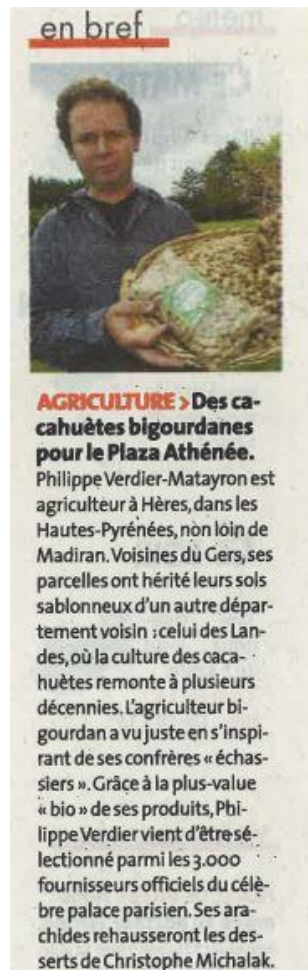 en bref
AGRICULTURE > Des ca-
cahuètes bigourdanes
pour le Plaza Athénée.
Philippe Verdier-Matayron est
agriculteur à Hères, dans les
Hautes-Pyrénées, non loin de
Madiran. Voisines du Gers, ses
parcelles ont hérité leurs sols
sablonneux d'un autre dépar-
tement voisin : celui des Lan-
des, où la culture des caca-
huètes remonte à plusieurs
décennies. L'agriculteur bi-
gourdan a vu juste en s'inspi-
rant de ses confrères « échas-
siers ». Grâce à la plus-value
« bio » de ses produits, Phi-
lippe Verdier vient d'être sé-
lectionné parmi les 3.000
fournisseurs officiels du célè-
bre palace parisien. Ses ara-
chides rehausseront les des-
serts de Christophe Michalak.